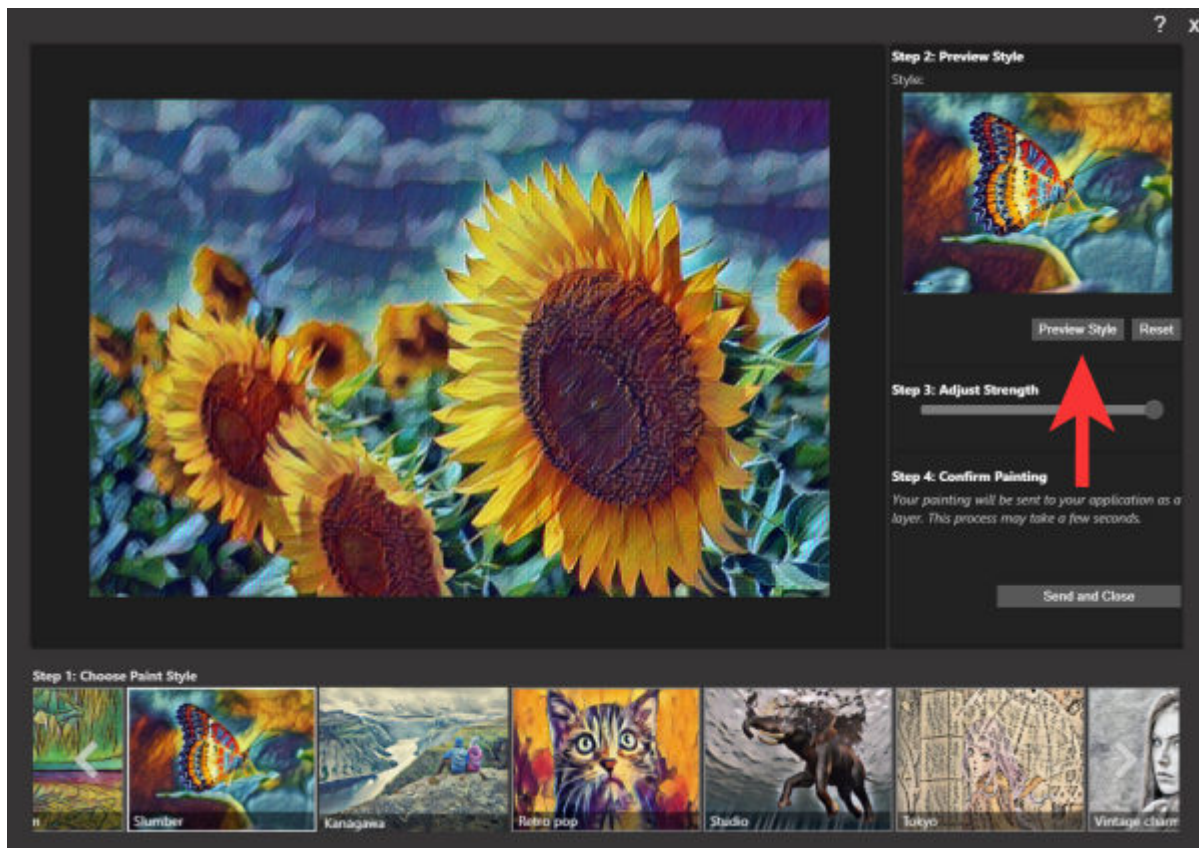 ? x
Step 2: Preview Style
Style:
Preview Style Reset
Step 3: Adjust Strength
Step 4: Confirm Painting
Your painting will be sent to your application as a
layer. This process may take a few seconds.
Send and Close
Step 1: Choose Paint Style
n
Slumber
Kanagawa
Retro pop
Studio
Tokyo
Vintage charm